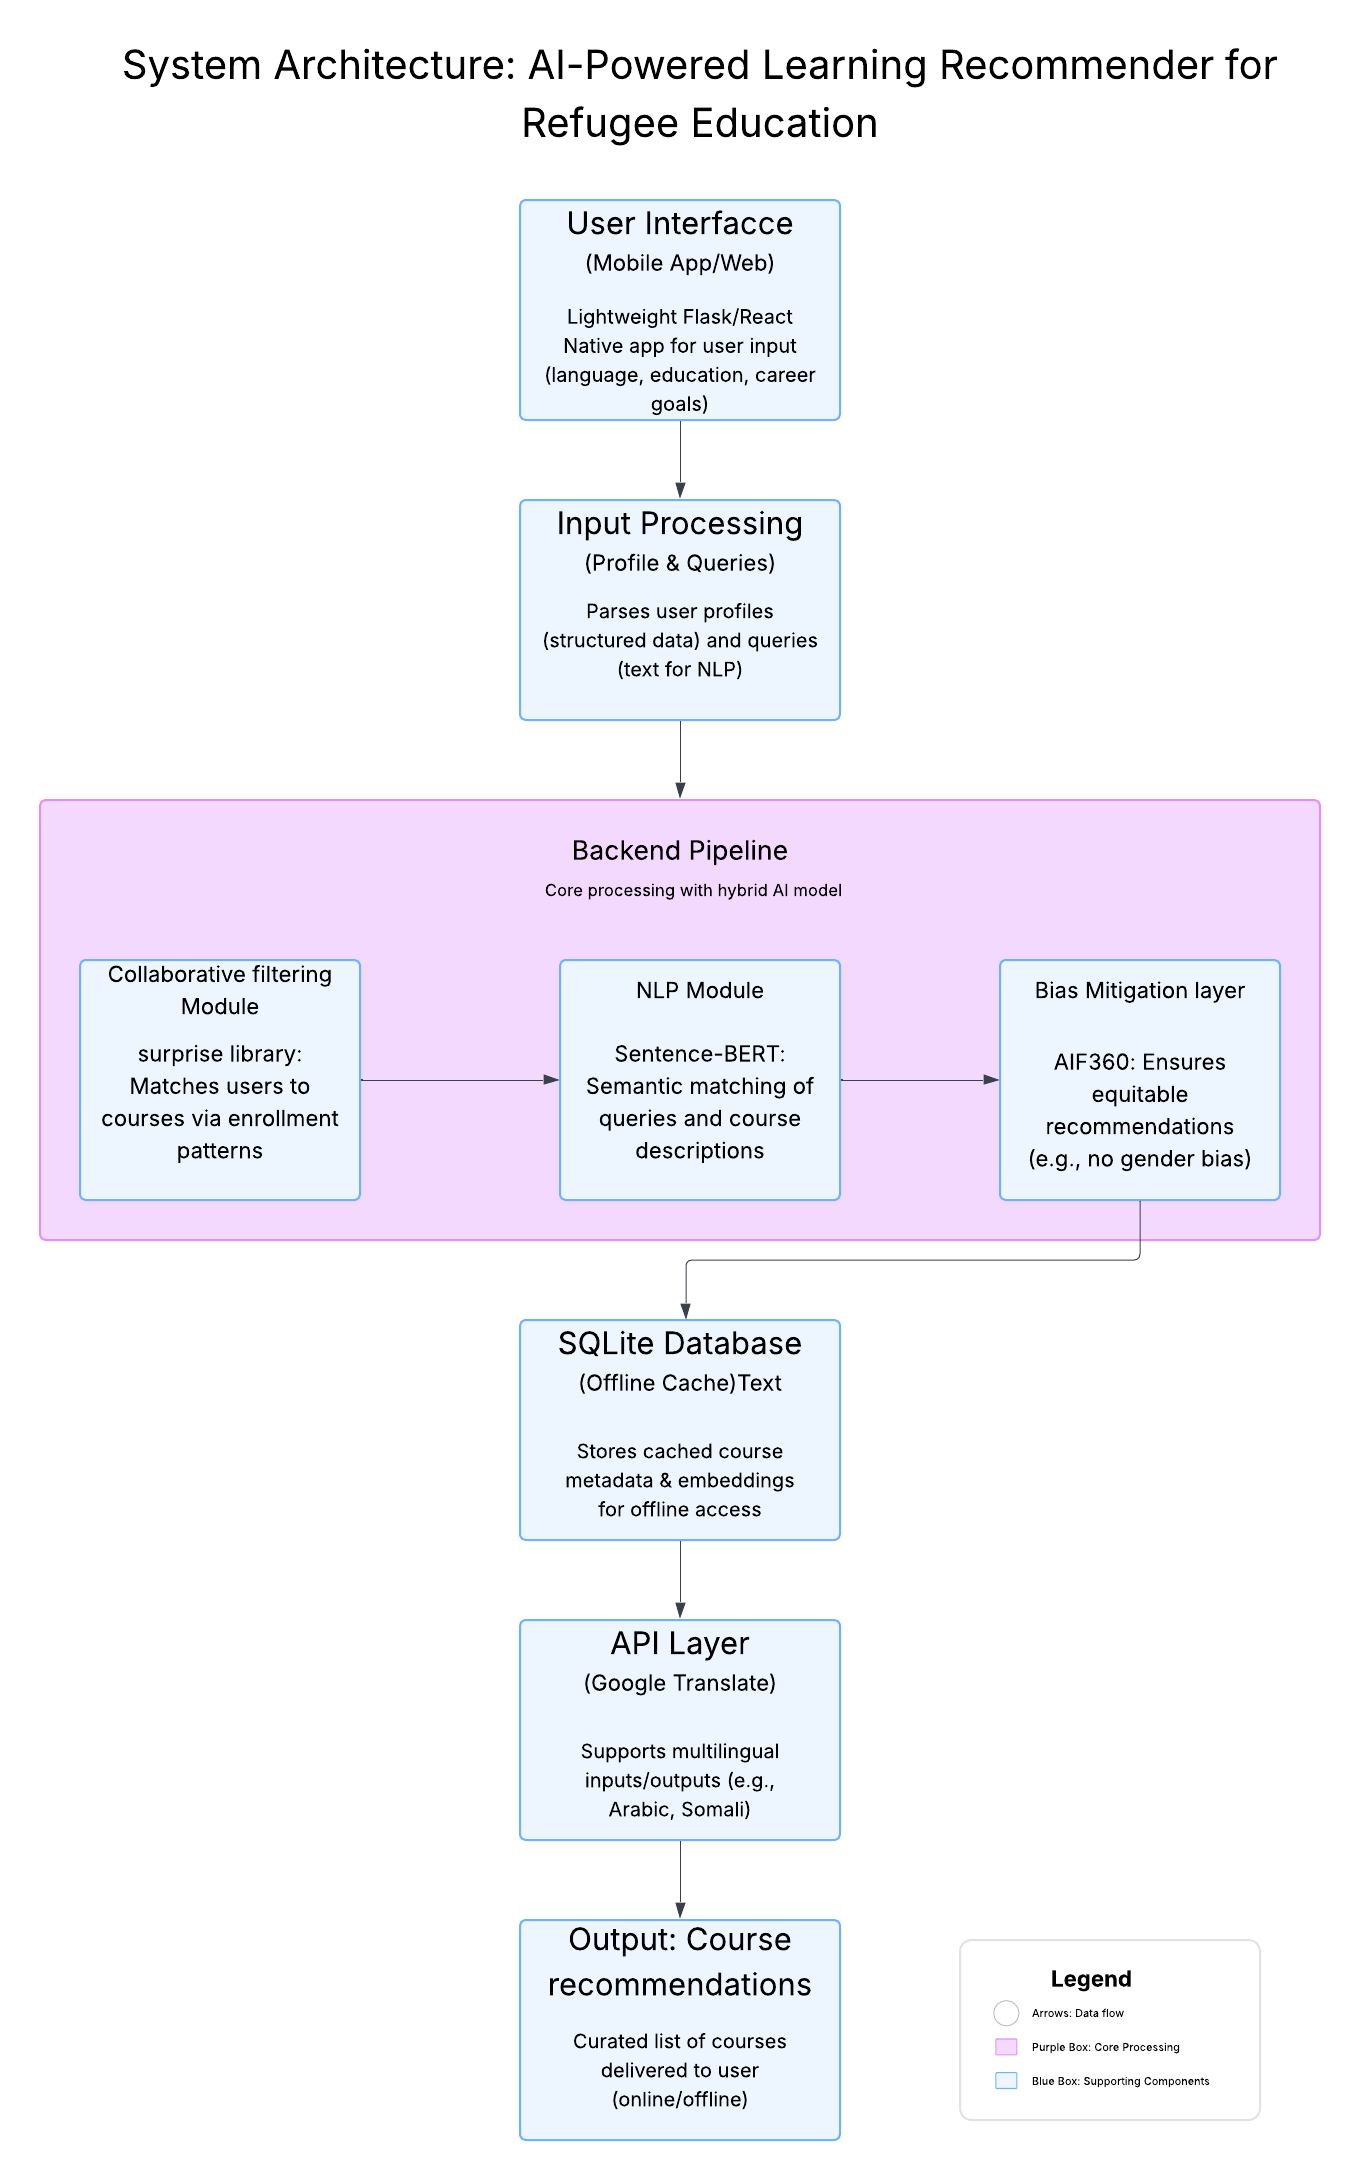 System Architecture: AI-Powered Learning Recommender for
Refugee Education
User Interfacce
(Mobile App/Web)
Lightweight Flask/React
Native app for user input
(language, education, career
goals)
Input Processing
(Profile & Queries)
Parses user profiles
(structured data) and queries
(text for NLP)
Backend Pipeline
Core processing with hybrid AI model
Collaborative filtering
Module
surprise library:
Matches users to
courses via enrollment
patterns
NLP Module
Sentence-BERT:
Semantic matching of
queries and course
descriptions
Bias Mitigation layer
AIF360: Ensures
equitable
recommendations
(e.g., no gender bias)
SQLite Database
(Offline Cache)Text
Stores cached course
metadata & embeddings
for offline access
API Layer
(Google Translate)
Supports multilingual
inputs/outputs (e.g.,
Arabic, Somali)
Output: Course
recommendations
Curated list of courses
delivered to user
(online/offline)
Legend
Arrows: Data flow
Purple Box: Core Processing
Blue Box: Supporting Components